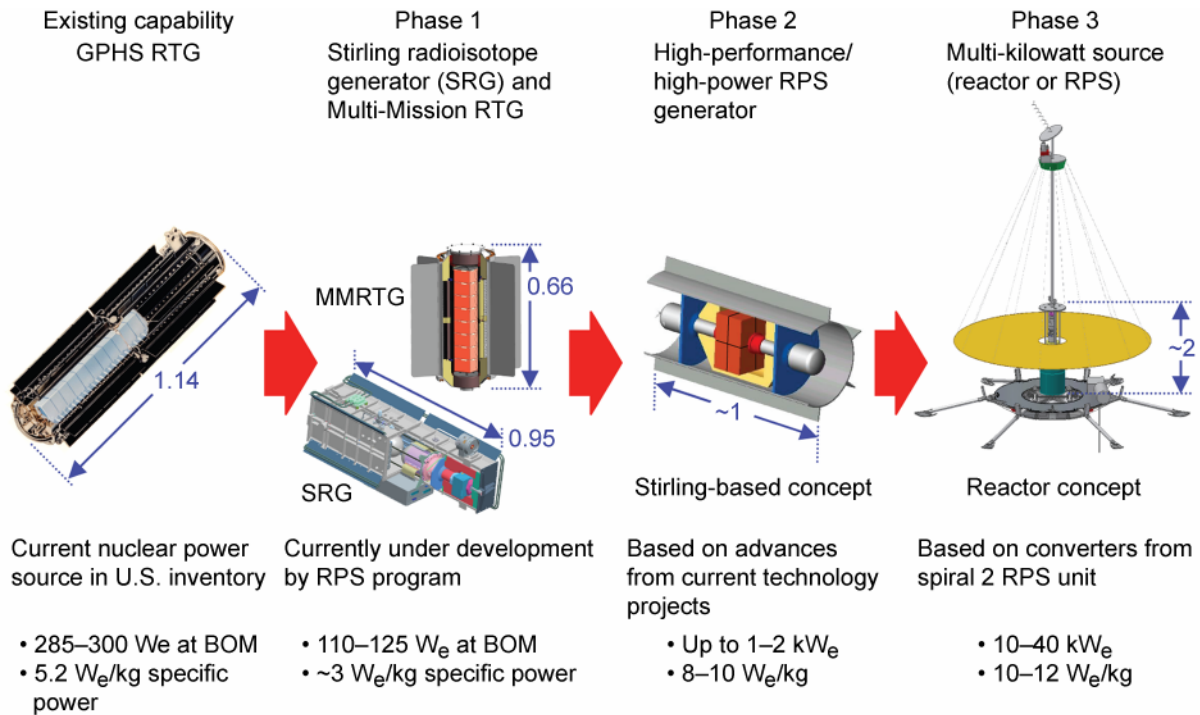 Existing capability
GPHS RTG
Phase 1
Stirling radioisotope
generator (SRG) and
Multi-Mission RTG
Phase 2
High-performance/
high-power RPS
generator
Phase 3
Multi-kilowatt source
(reactor or RPS)
1.14
MMRTG
0.66
0.95
SRG
~1
Stirling-based concept
~2
Reactor concept
Current nuclear power
source in U.S. inventory
• 285–300 We at BOM
• 5.2 We/kg specific
power
Currently under development
by RPS program
• 110–125 We at BOM
• ~3 We/kg specific power
Based on advances
from current technology
projects
• Up to 1–2 kWe
• 8–10 We/kg
Based on converters from
spiral 2 RPS unit
• 10–40 kWe
• 10–12 We/kg